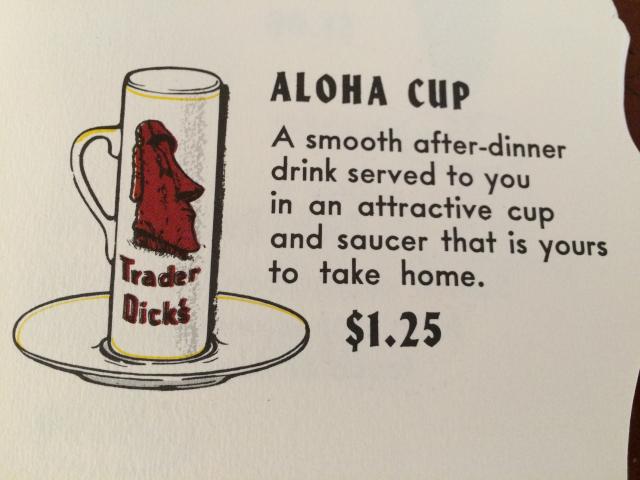 ALOHA CUP
A smooth after-dinner
drink served to you
in an attractive cup
and saucer that is yours
to take home.
$1.25
Trader
Dick's